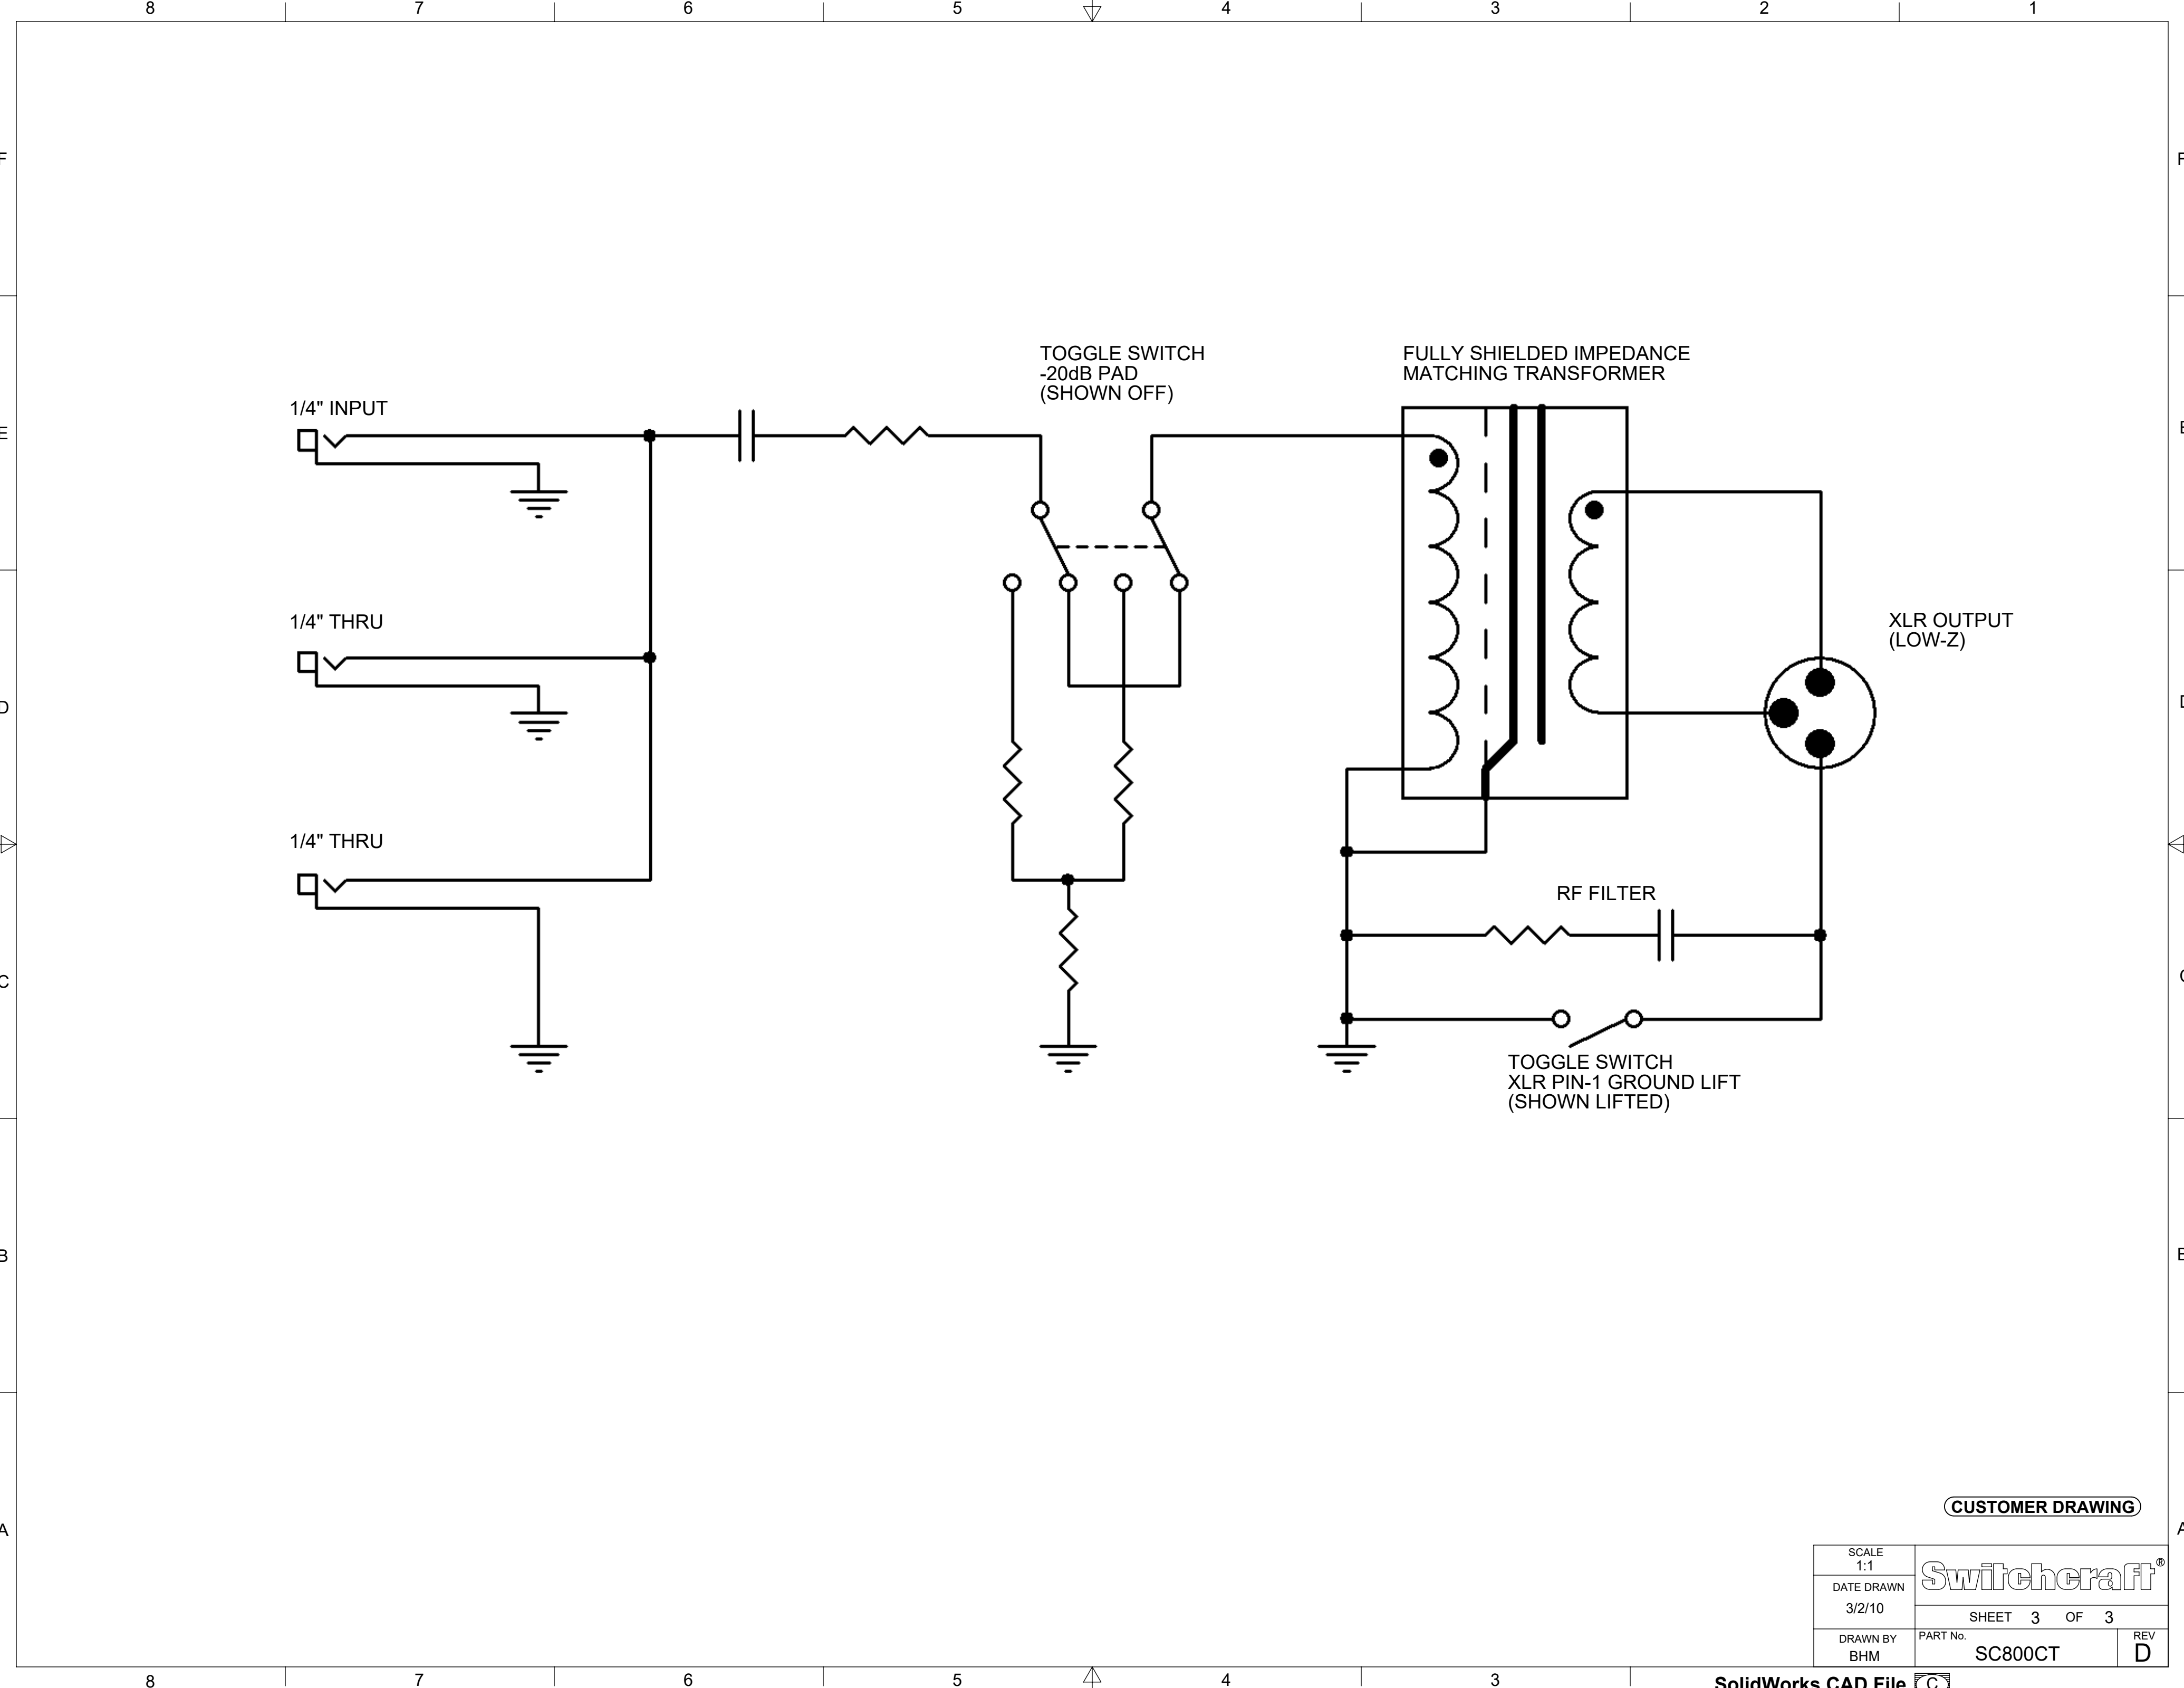 8 7 6 5 4 3 2 1
F F
TOGGLE SWITCH
-20dB PAD
(SHOWN OFF)
FULLY SHIELDED IMPEDANCE
MATCHING TRANSFORMER
1/4" INPUT
E E
1/4" THRU
XLR OUTPUT
(LOW-Z)
D D
1/4" THRU
RF FILTER
C C
TOGGLE SWITCH
XLR PIN-1 GROUND LIFT
(SHOWN LIFTED)
B B
CUSTOMER DRAWING
A A
SCALE
1:1
Switchcraft®
DATE DRAWN
3/2/10
SHEET 3 OF 3
DRAWN BY
BHM
PART No.
SC800CT
REV
D
8 7 6 5 4 3
SolidWorks CAD File C